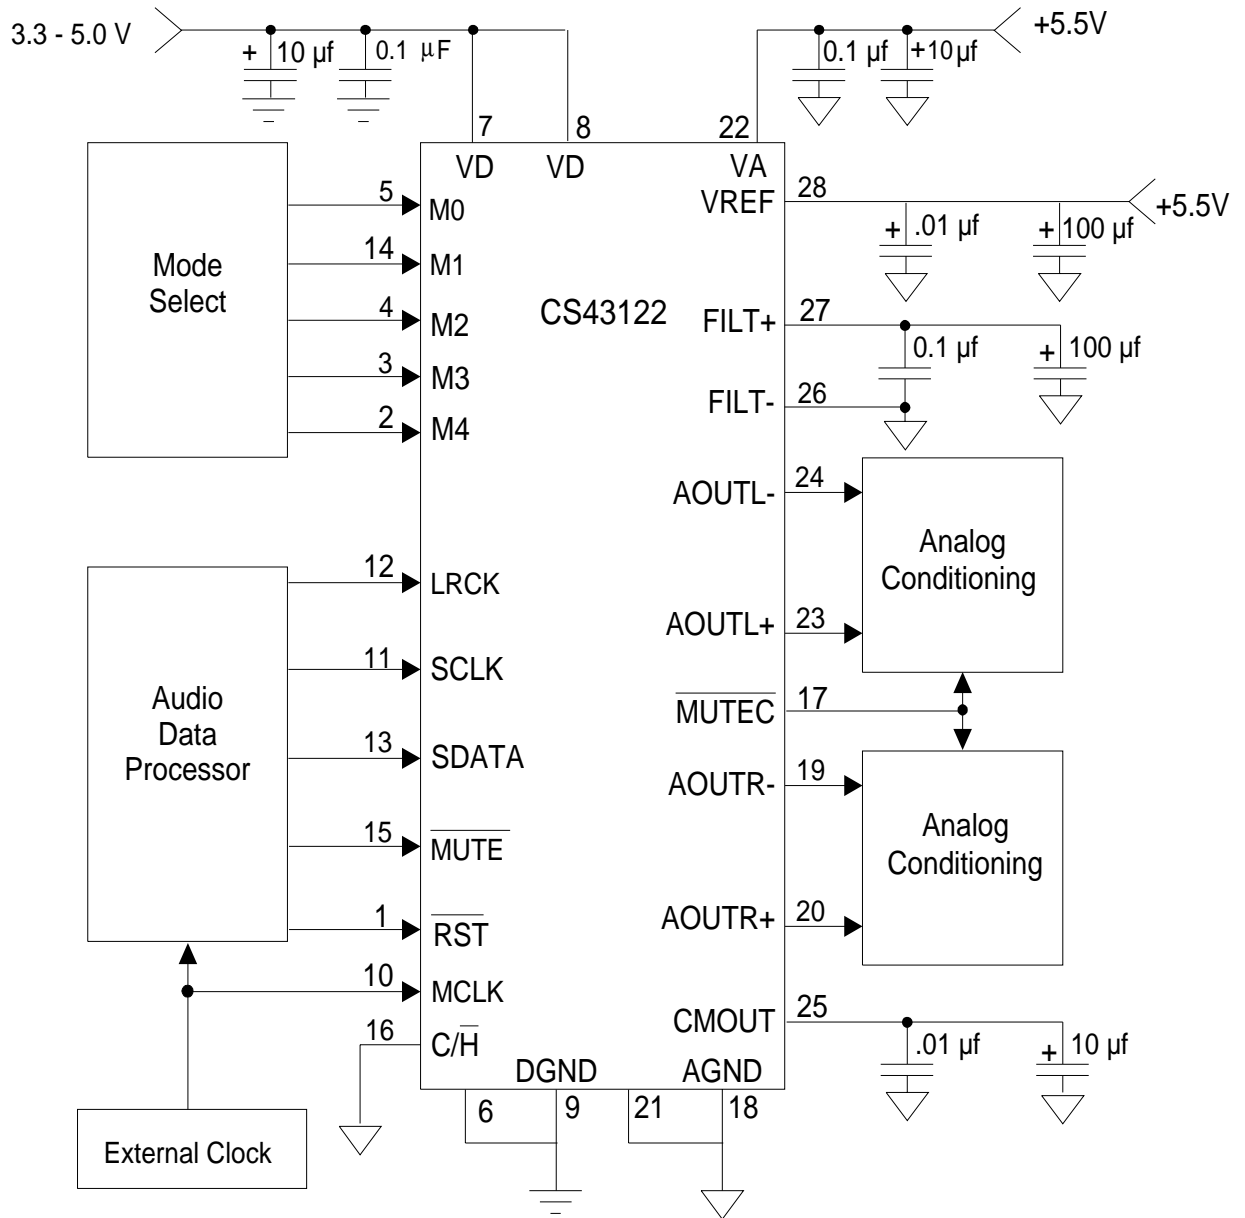 3.3 - 5.0 V
+ 10 µf
0.1 µF
0.1 µf
+10µf
+5.5V
7
8
22
VD
VD
VA
Mode
Select
5
M0
14
M1
4
M2
3
M3
2
M4
CS43122
VREF
28
+ .01 µf
+ 100 µf
+5.5V
FILT+
27
0.1 µf
+ 100 µf
FILT-
26
AOUTL-
24
Analog
Conditioning
AOUTL+
23
MUTEC
17
AOUTR-
19
Analog
Conditioning
AOUTR+
20
Audio
Data
Processor
12
LRCK
11
SCLK
13
SDATA
15
MUTE
1
RST
10
MCLK
16
C/H
CMOUT
25
.01 µf
+ 10 µf
DGND
AGND
6
9
21
18
External Clock